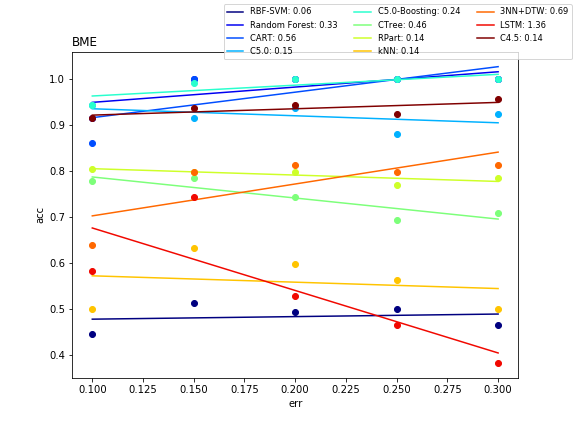 RBF-SVM: 0.06
Random Forest: 0.33
CART: 0.56
C5.0: 0.15
C5.0-Boosting: 0.24
CTree: 0.46
RPart: 0.14
kNN: 0.14
3NN+DTW: 0.69
LSTM: 1.36
C4.5: 0.14
BME
1.0
0.9
0.8
0.7
0.6
0.5
0.4
acc
0.100 0.125 0.150 0.175 0.200 0.225 0.250 0.275 0.300
err